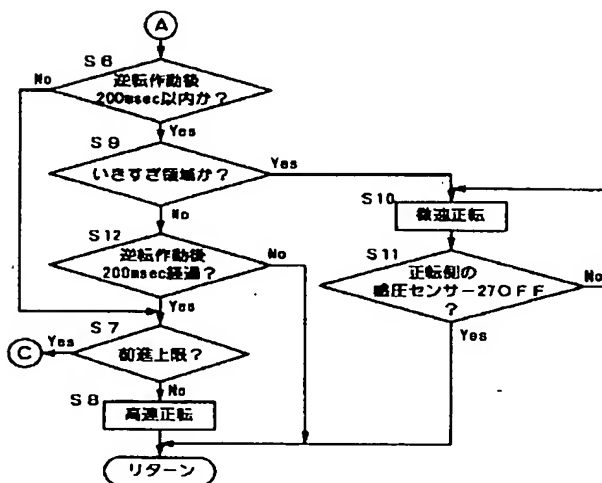 A
S6
逆転作動後
200msec以内か?
No
Yes
S9
いきすぎ領域か?
Yes
No
S10
微速正転
S12
逆転作動後
200msec経過?
No
Yes
S11
正転側の
感圧センサー27OFF
?
No
Yes
S7
前進上限?
Yes
C
No
S8
高速正転
リターン